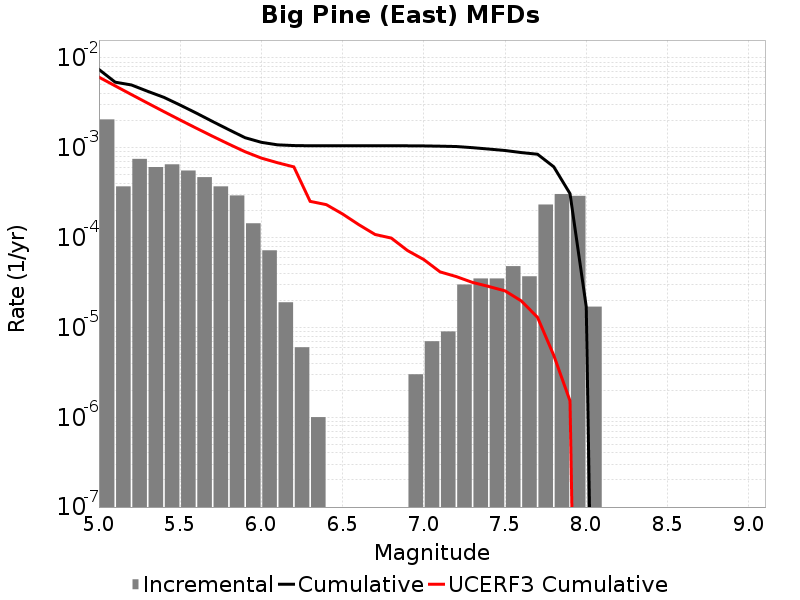 Big Pine (East) MFDs
10^-2
10^-3
10^-4
10^-5
10^-6
10^-7
Rate (1/yr)
5.0 5.5 6.0 6.5 7.0 7.5 8.0 8.5 9.0
Magnitude
Incremental Cumulative UCERF3 Cumulative